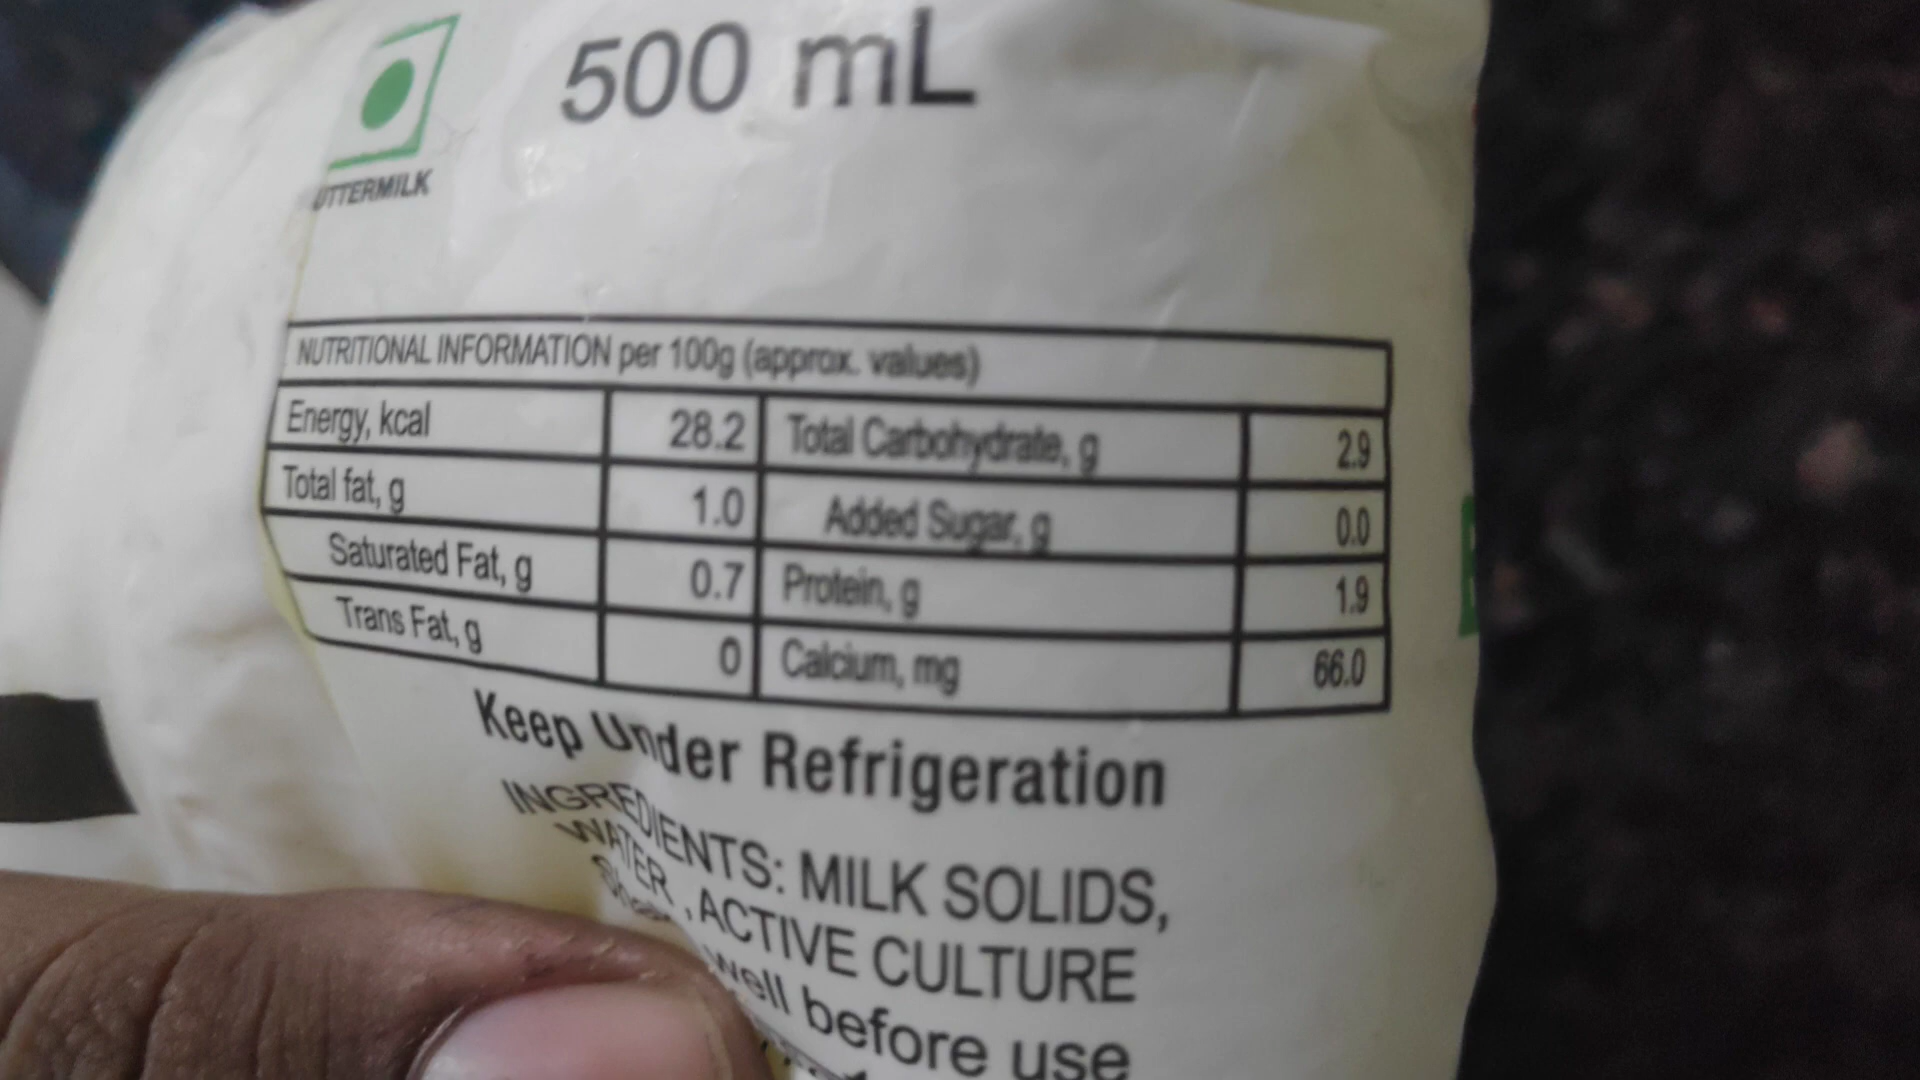 500 mL
UTTERMILK
NUTRITIONAL INFORMATION per 100g (approx. values)
Energy, kcal 28.2 Total Carbohydrate, g 2.9
Total fat, g 1.0 Added Sugar, g 0.0
Saturated Fat, g 0.7 Protein, g 1.9
Trans Fat, g 0 Calcium, mg 66.0
Keep Under Refrigeration
INGREDIENTS: MILK SOLIDS,
WATER, ACTIVE CULTURE
well before use